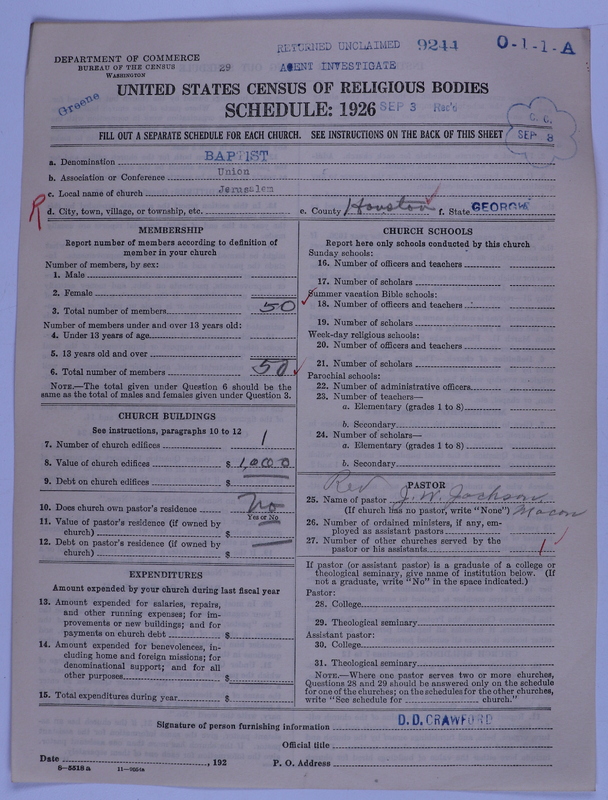 RETURNED UNCLAIMED 9244 0-1-1-A
DEPARTMENT OF COMMERCE
BUREAU OF THE CENSUS
WASHINGTON
29 AGENT INVESTIGATE
UNITED STATES CENSUS OF RELIGIOUS BODIES
Greene
SCHEDULE: 1926 SEP 3 Rec'd
C. C.
SEP 8
FILL OUT A SEPARATE SCHEDULE FOR EACH CHURCH. SEE INSTRUCTIONS ON THE BACK OF THIS SHEET
a. Denomination BAPTIST
b. Association or Conference Union
c. Local name of church Jerusalem
R d. City, town, village, or township, etc. e. County Houston f. State GEORGIA
MEMBERSHIP
Report number of members according to definition of
member in your church
Number of members, by sex:
1. Male
2. Female
3. Total number of members 50
Number of members under and over 13 years old:
4. Under 13 years of age
5. 13 years old and over
6. Total number of members 50
NOTE.—The total given under Question 6 should be the
same as the total of males and females given under Question 3.
CHURCH BUILDINGS
See instructions, paragraphs 10 to 12
7. Number of church edifices 1
8. Value of church edifices $ 1,000
9. Debt on church edifices $
10. Does church own pastor's residence No
Yes or No
11. Value of pastor's residence (if owned by
church) $
12. Debt on pastor's residence (if owned by
church) $
EXPENDITURES
Amount expended by your church during last fiscal year
13. Amount expended for salaries, repairs,
and other running expenses; for im-
provements or new buildings; and for
payments on church debt $
14. Amount expended for benevolences, in-
cluding home and foreign missions; for
denominational support; and for all
other purposes $
15. Total expenditures during year $
CHURCH SCHOOLS
Report here only schools conducted by this church
Sunday schools:
16. Number of officers and teachers
17. Number of scholars
Summer vacation Bible schools:
18. Number of officers and teachers
19. Number of scholars
Week-day religious schools:
20. Number of officers and teachers
21. Number of scholars
Parochial schools:
22. Number of administrative officers
23. Number of teachers—
a. Elementary (grades 1 to 8)
b. Secondary
24. Number of scholars—
a. Elementary (grades 1 to 8)
b. Secondary
PASTOR
25. Name of pastor Rev J. W. Jackson
(If church has no pastor, write "None") Macon
26. Number of ordained ministers, if any, em-
ployed as assistant pastors
27. Number of other churches served by the
pastor or his assistants 1
If pastor (or assistant pastor) is a graduate of a college or
theological seminary, give name of institution below. (If
not a graduate, write "No" in the space indicated.)
Pastor:
28. College
29. Theological seminary
Assistant pastor:
30. College
31. Theological seminary
NOTE.—Where one pastor serves two or more churches,
Questions 28 and 29 should be answered only on the schedule
for one of the churches; on the schedules for the other churches,
write "See schedule for church."
Signature of person furnishing information D. D. CRAWFORD
Official title
Date , 192 P. O. Address
8-5518 a 11-9054a